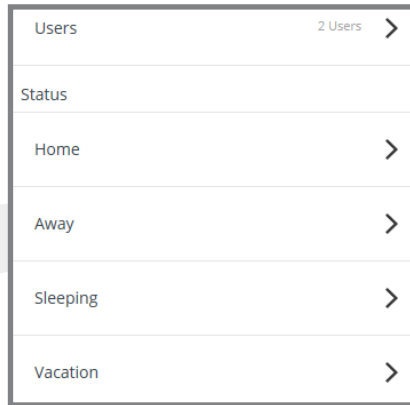 Users 2 Users
Status
Home
Away
Sleeping
Vacation